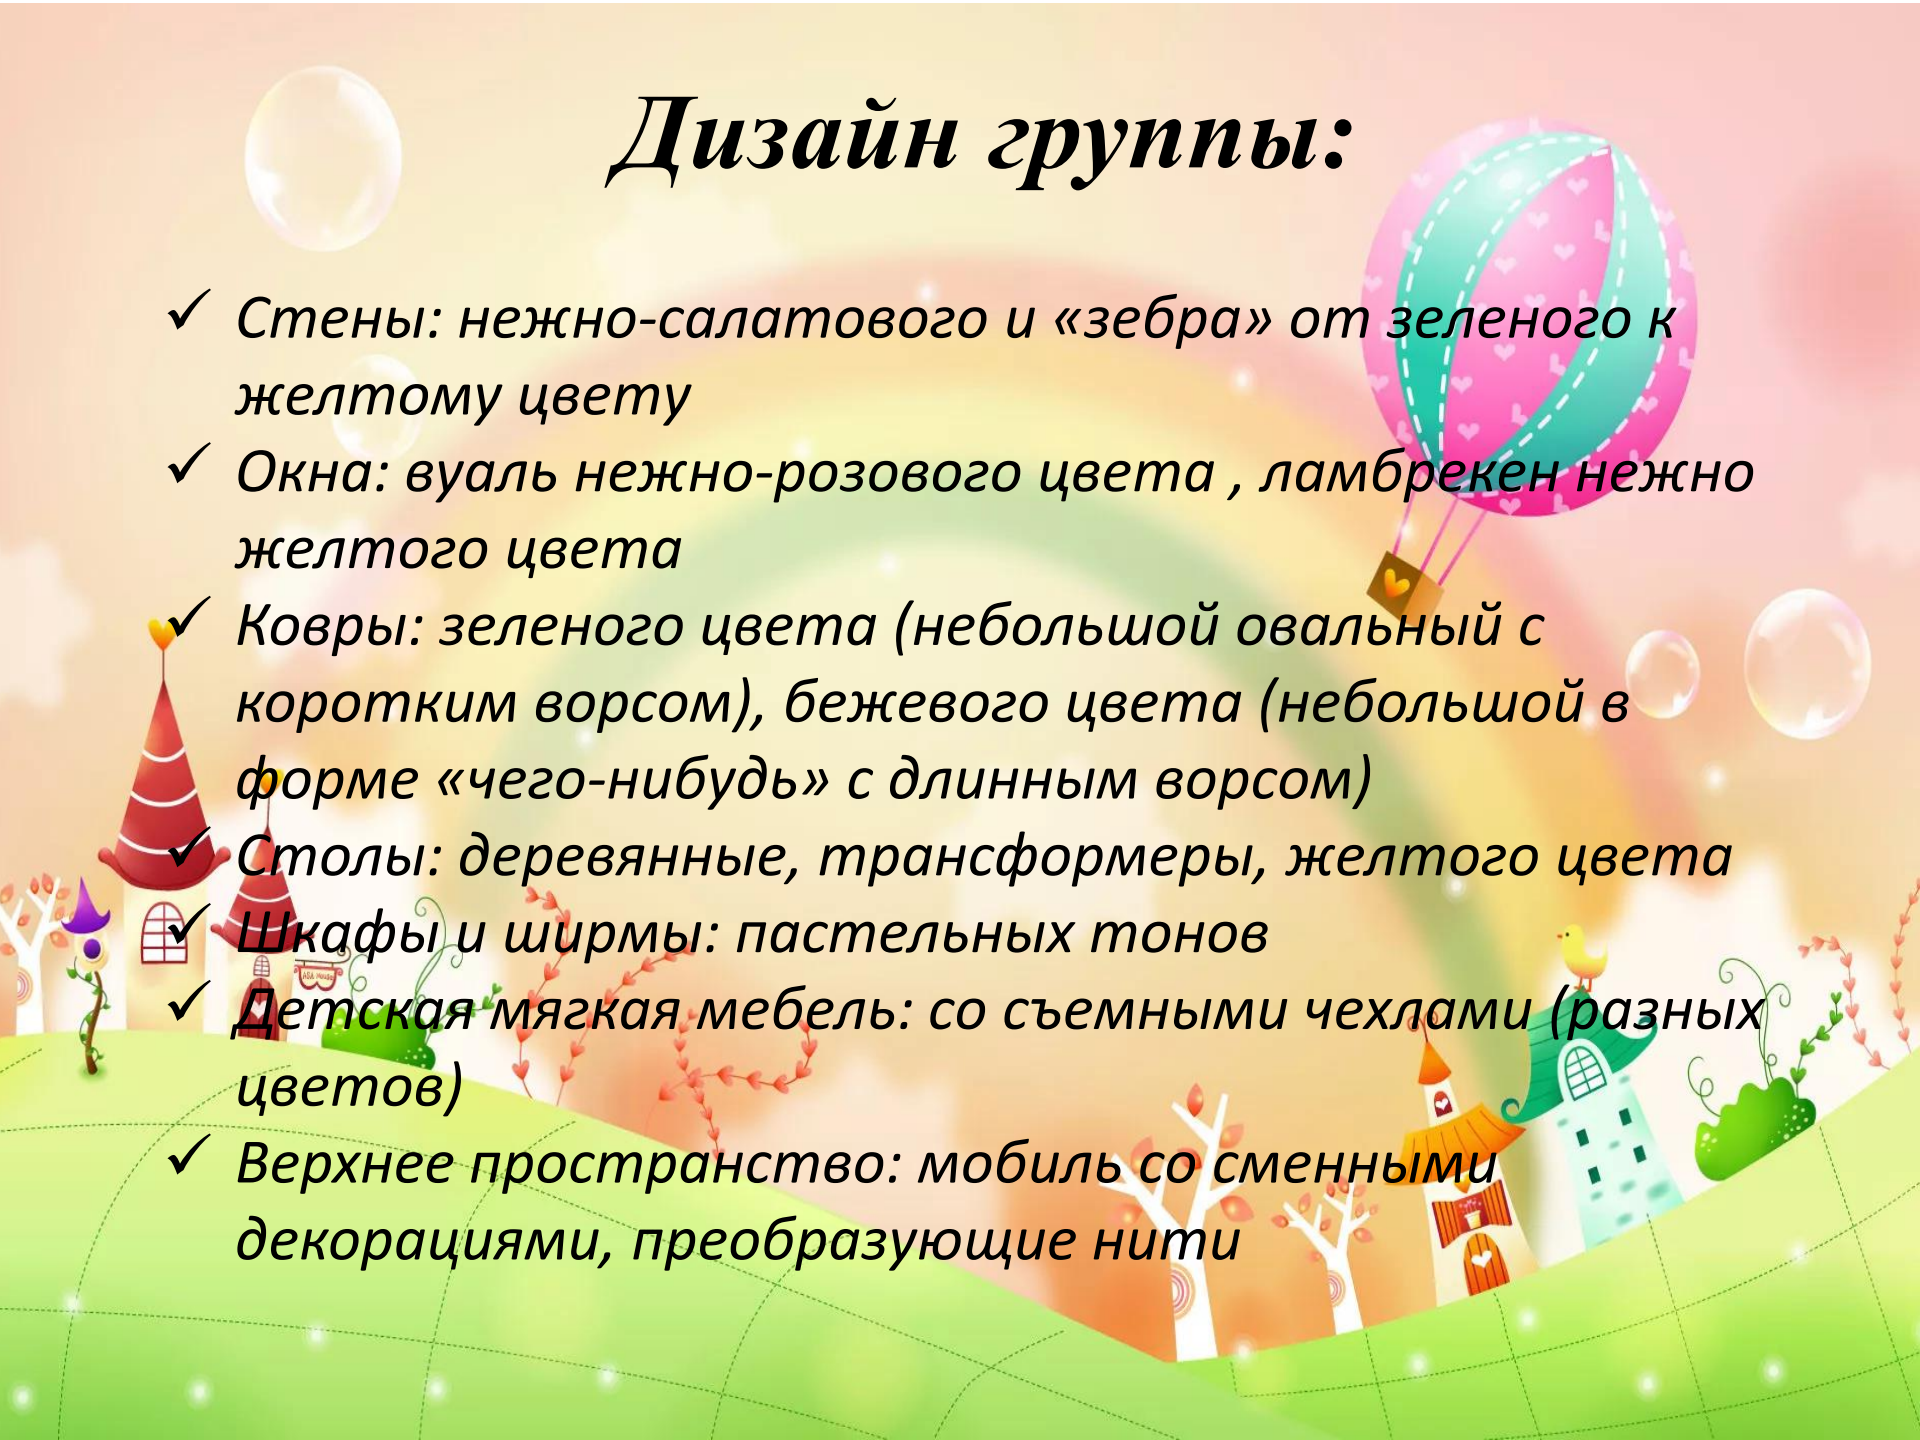 Дизайн группы:
✓ Стены: нежно-салатового и «зебра» от зеленого к
желтому цвету
✓ Окна: вуаль нежно-розового цвета , ламбрекен нежно
желтого цвета
✓ Ковры: зеленого цвета (небольшой овальный с
коротким ворсом), бежевого цвета (небольшой в
форме «чего-нибудь» с длинным ворсом)
✓ Столы: деревянные, трансформеры, желтого цвета
✓ Шкафы и ширмы: пастельных тонов
✓ Детская мягкая мебель: со съемными чехлами (разных
цветов)
✓ Верхнее пространство: мобиль со сменными
декорациями, преобразующие нити